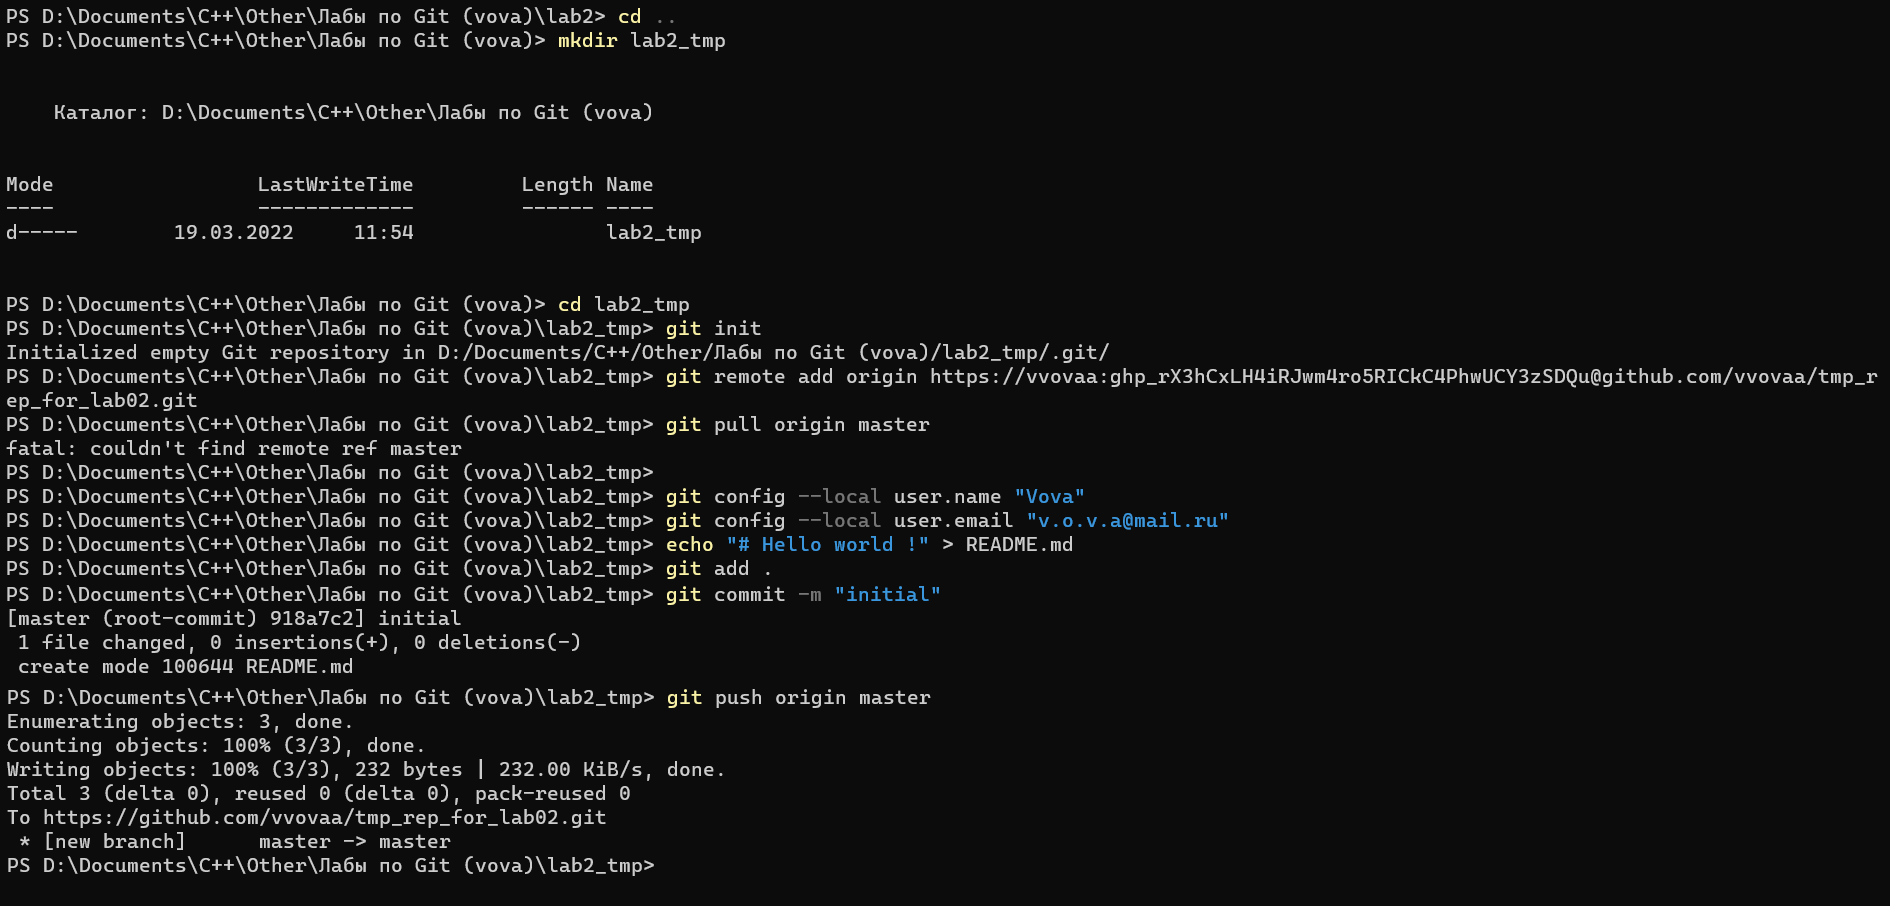 PS D:\Documents\C++\Other\Лабы по Git (vova)\lab2> cd ..
PS D:\Documents\C++\Other\Лабы по Git (vova)> mkdir lab2_tmp
Каталог: D:\Documents\C++\Other\Лабы по Git (vova)
Mode                 LastWriteTime         Length Name
----                 -------------         ------ ----
d-----        19.03.2022     11:54                lab2_tmp
PS D:\Documents\C++\Other\Лабы по Git (vova)> cd lab2_tmp
PS D:\Documents\C++\Other\Лабы по Git (vova)\lab2_tmp> git init
Initialized empty Git repository in D:/Documents/C++/Other/Лабы по Git (vova)/lab2_tmp/.git/
PS D:\Documents\C++\Other\Лабы по Git (vova)\lab2_tmp> git remote add origin https://vvovaa: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@github.com/vvovaa/tmp_r
ep_for_lab02.git
PS D:\Documents\C++\Other\Лабы по Git (vova)\lab2_tmp> git pull origin master
fatal: couldn't find remote ref master
PS D:\Documents\C++\Other\Лабы по Git (vova)\lab2_tmp>
PS D:\Documents\C++\Other\Лабы по Git (vova)\lab2_tmp> git config --local user.name "Vova"
PS D:\Documents\C++\Other\Лабы по Git (vova)\lab2_tmp> git config --local user.email "v.o.v.a@mail.ru"
PS D:\Documents\C++\Other\Лабы по Git (vova)\lab2_tmp> echo "# Hello world !" > README.md
PS D:\Documents\C++\Other\Лабы по Git (vova)\lab2_tmp> git add .
PS D:\Documents\C++\Other\Лабы по Git (vova)\lab2_tmp> git commit -m "initial"
[master (root-commit) 918a7c2] initial
 1 file changed, 0 insertions(+), 0 deletions(-)
 create mode 100644 README.md
PS D:\Documents\C++\Other\Лабы по Git (vova)\lab2_tmp> git push origin master
Enumerating objects: 3, done.
Counting objects: 100% (3/3), done.
Writing objects: 100% (3/3), 232 bytes | 232.00 KiB/s, done.
Total 3 (delta 0), reused 0 (delta 0), pack-reused 0
To https://github.com/vvovaa/tmp_rep_for_lab02.git
 * [new branch]      master -> master
PS D:\Documents\C++\Other\Лабы по Git (vova)\lab2_tmp>